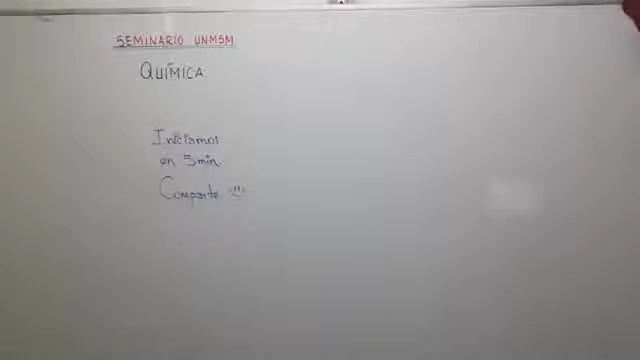 SEMINARIO UNMSM
QUÍMICA
Iniciamos
en 5 min
Comparte !!!